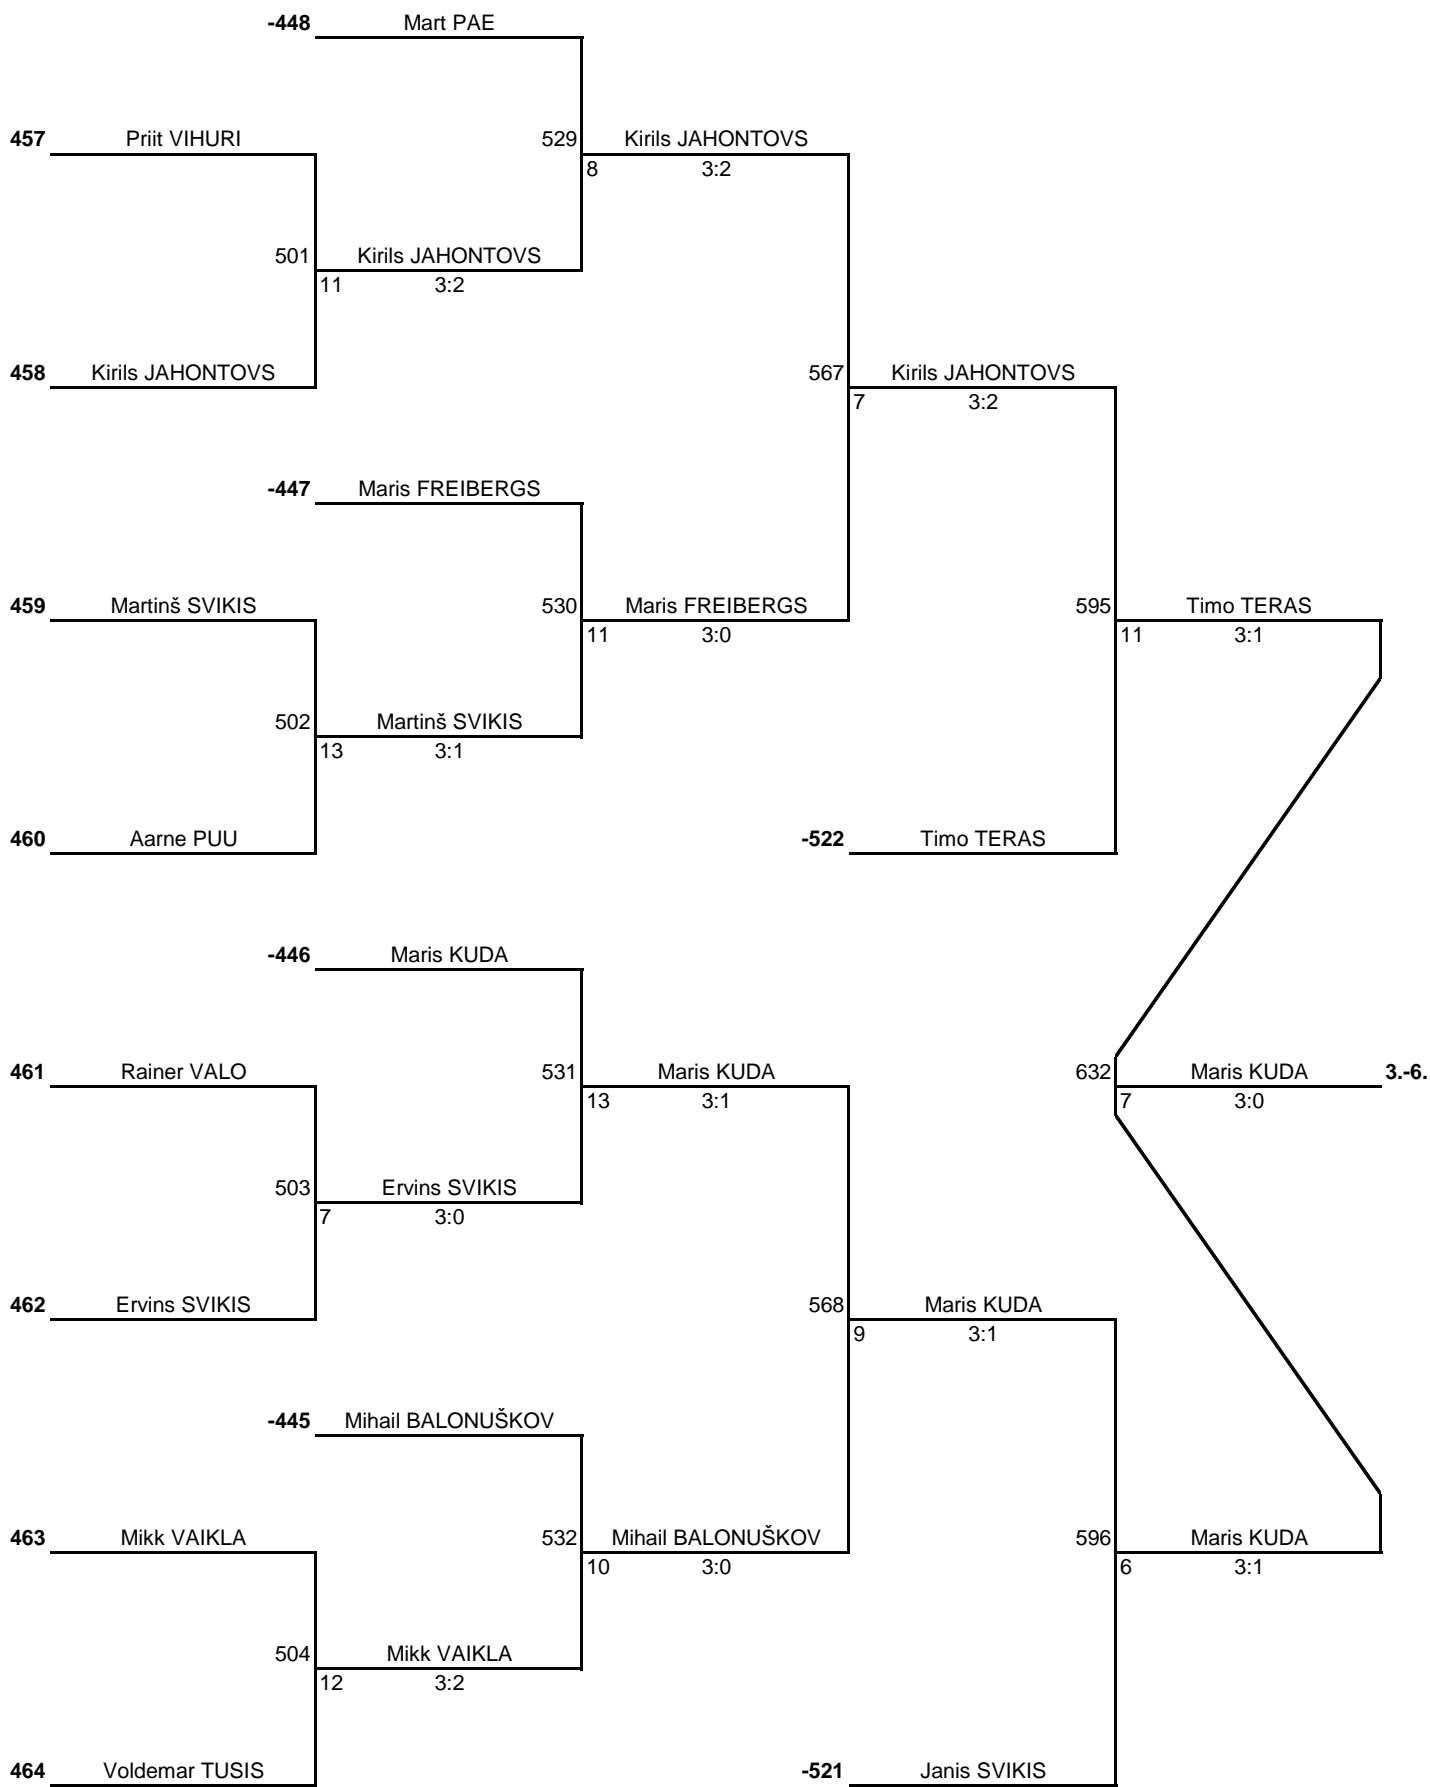 -448 Mart PAE
457 Priit VIHURI 529 Kirils JAHONTOVS
8 3:2
501 Kirils JAHONTOVS
11 3:2
458 Kirils JAHONTOVS 567 Kirils JAHONTOVS
7 3:2
-447 Maris FREIBERGS
459 Martinš SVIKIS 530 Maris FREIBERGS 595 Timo TERAS
11 3:0 11 3:1
502 Martinš SVIKIS
13 3:1
460 Aarne PUU -522 Timo TERAS
-446 Maris KUDA
461 Rainer VALO 531 Maris KUDA 632 Maris KUDA 3.-6.
13 3:1 7 3:0
503 Ervins SVIKIS
7 3:0
462 Ervins SVIKIS 568 Maris KUDA
9 3:1
-445 Mihail BALONUŠKOV
463 Mikk VAIKLA 532 Mihail BALONUŠKOV 596 Maris KUDA
10 3:0 6 3:1
504 Mikk VAIKLA
12 3:2
464 Voldemar TUSIS -521 Janis SVIKIS